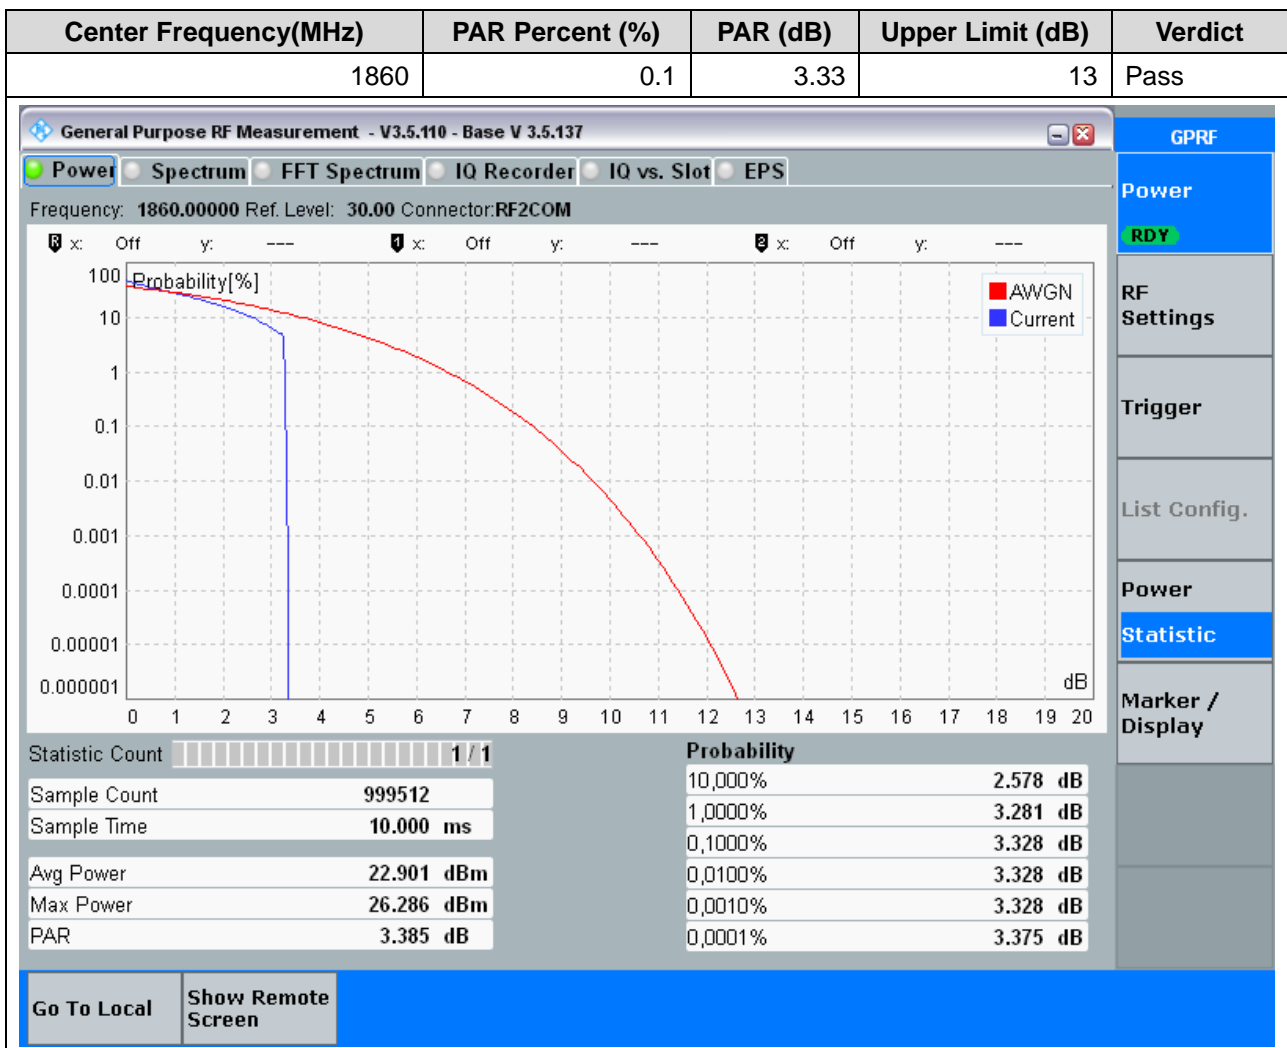 Center Frequency(MHz) PAR Percent (%) PAR (dB) Upper Limit (dB) Verdict
1860 0.1 3.33 13 Pass
General Purpose RF Measurement - V3.5.110 - Base V 3.5.137
GPRF
Power Spectrum FFT Spectrum IQ Recorder IQ vs. Slot EPS
Frequency: 1860.00000 Ref. Level: 30.00 Connector:RF2COM
R x: Off y: --- 1 x: Off y: --- 2 x: Off y: ---
Probability[%]
AWGN
Current
100
10
1
0.1
0.01
0.001
0.0001
0.00001
0.000001
dB
0 1 2 3 4 5 6 7 8 9 10 11 12 13 14 15 16 17 18 19 20
Statistic Count 1 / 1
Sample Count 999512
Sample Time 10.000 ms
Avg Power 22.901 dBm
Max Power 26.286 dBm
PAR 3.385 dB
Probability
10,000% 2.578 dB
1,0000% 3.281 dB
0,1000% 3.328 dB
0,0100% 3.328 dB
0,0010% 3.328 dB
0,0001% 3.375 dB
Power
RDY
RF
Settings
Trigger
List Config.
Power
Statistic
Marker /
Display
Go To Local
Show Remote
Screen